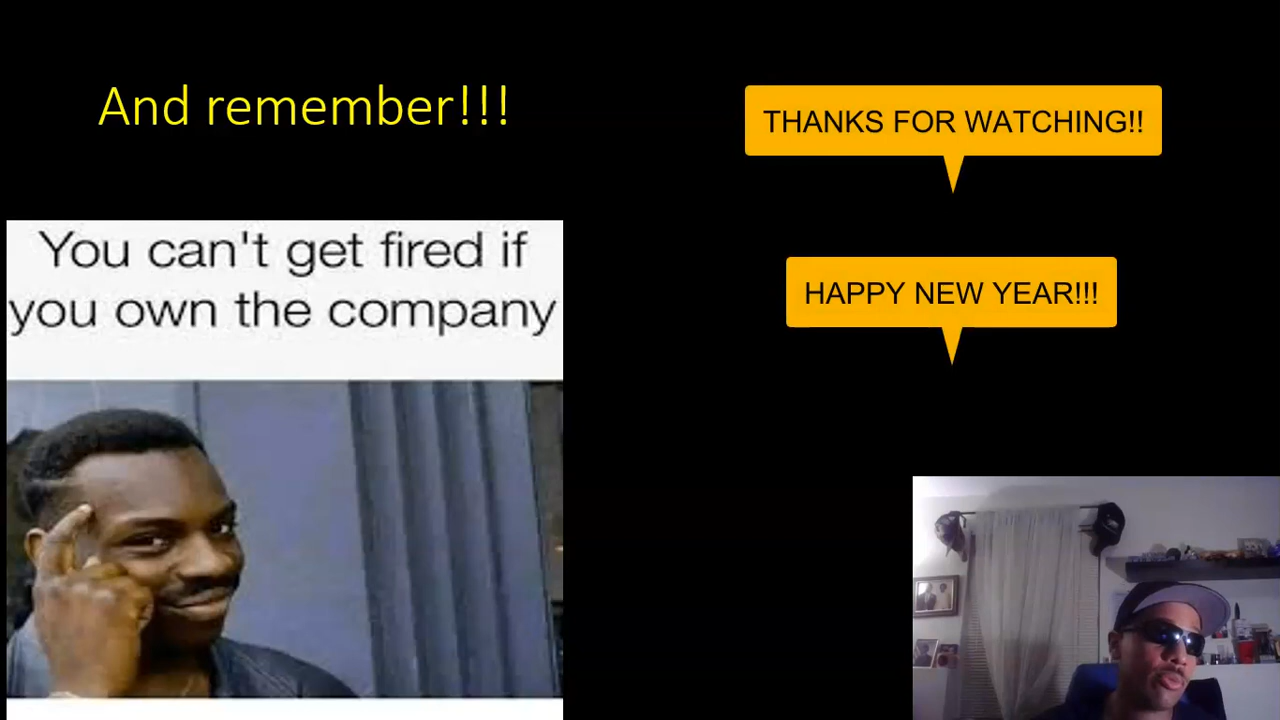 And remember!!!
You can't get fired if
you own the company
THANKS FOR WATCHING!!
HAPPY NEW YEAR!!!